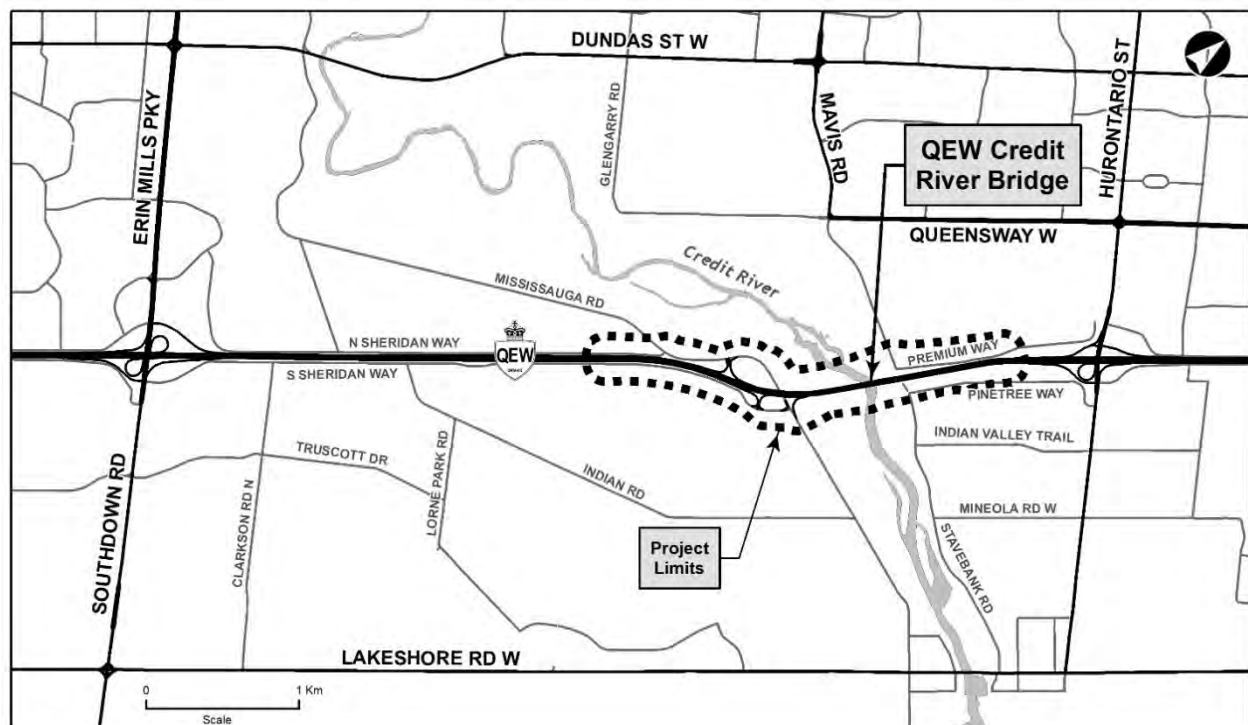 DUNDAS ST W
ERIN MILLS PKY
GLENGARRY RD
MAVIS RD
HURONTARIO ST
QEW Credit
River Bridge
QUEENSWAY W
Credit River
MISSISSAUGA RD
N SHERIDAN WAY
QEW
PREMIUM WAY
S SHERIDAN WAY
PINETREE WAY
INDIAN VALLEY TRAIL
TRUSCOTT DR
LORNE PARK RD
INDIAN RD
CLARKSON RD N
SOUTHDOWN RD
MINEOLA RD W
Project
Limits
STAVEBANK RD
LAKESHORE RD W
0 1 Km
Scale